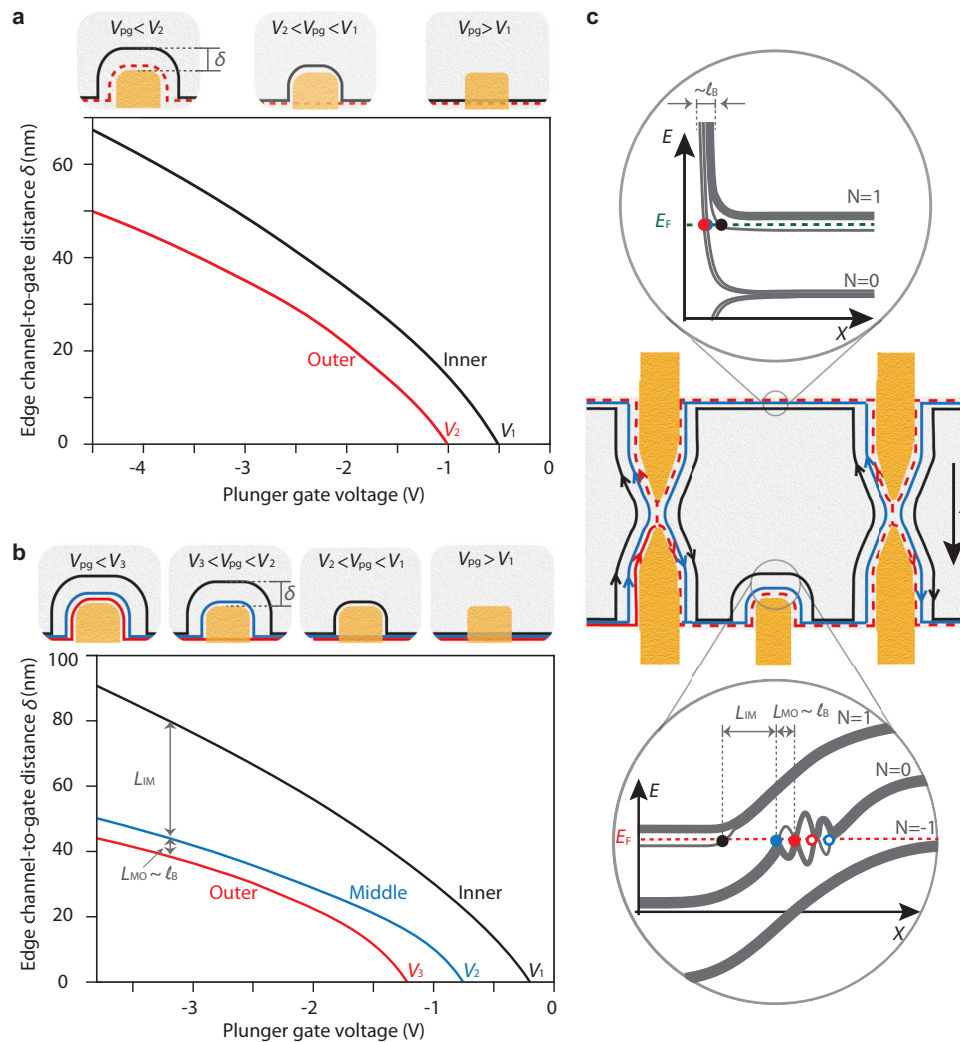 a
Vpg< V2
V2 <Vpg< V1
Vpg> V1
δ
Edge channel-to-gate distance δ (nm)
60
40
20
0
Outer
Inner
V2
V1
-4
-3
-2
-1
0
Plunger gate voltage (V)
b
Vpg< V3
V3 <Vpg< V2
V2 <Vpg< V1
Vpg> V1
δ
Edge channel-to-gate distance δ (nm)
100
80
60
40
20
0
LIM
LMO ~ ℓB
Outer
Middle
Inner
V3
V2
V1
-3
-2
-1
0
Plunger gate voltage (V)
c
~ℓB
E
N=1
EF
N=0
X
LIM
LMO ~ ℓB
N=1
E
N=0
EF
N=-1
X